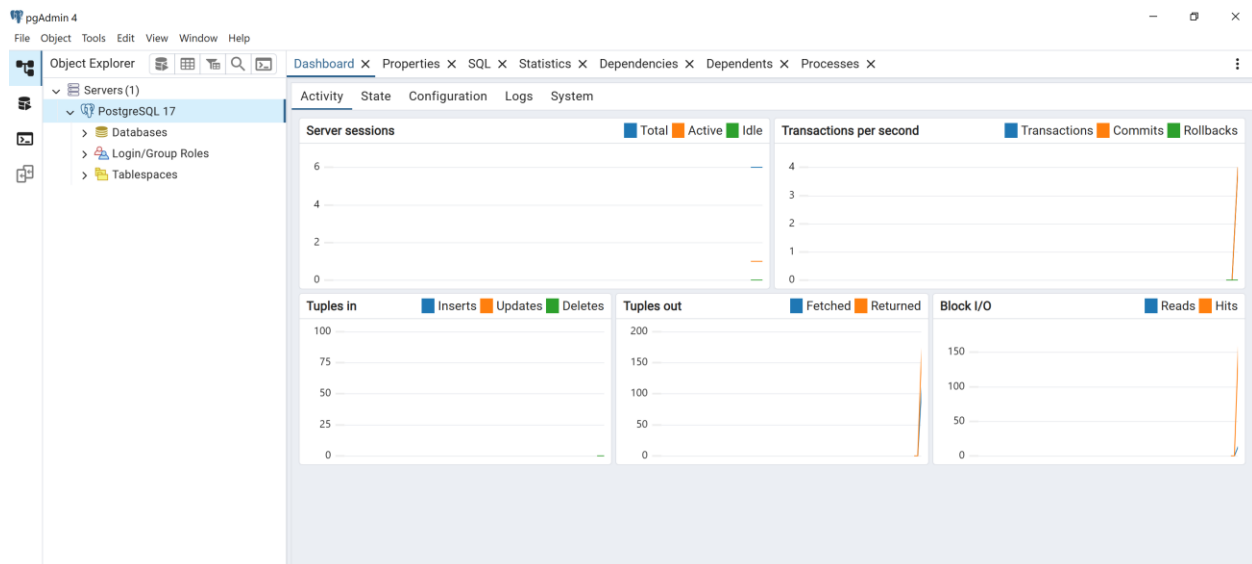 pgAdmin 4
File Object Tools Edit View Window Help
Object Explorer
Dashboard Properties SQL Statistics Dependencies Dependents Processes
Servers (1)
PostgreSQL 17
Databases
Login/Group Roles
Tablespaces
Activity State Configuration Logs System
Server sessions Total Active Idle
6
4
2
0
Transactions per second Transactions Commits Rollbacks
4
3
2
1
0
Tuples in Inserts Updates Deletes
100
75
50
25
0
Tuples out Fetched Returned
200
150
100
50
0
Block I/O Reads Hits
150
100
50
0